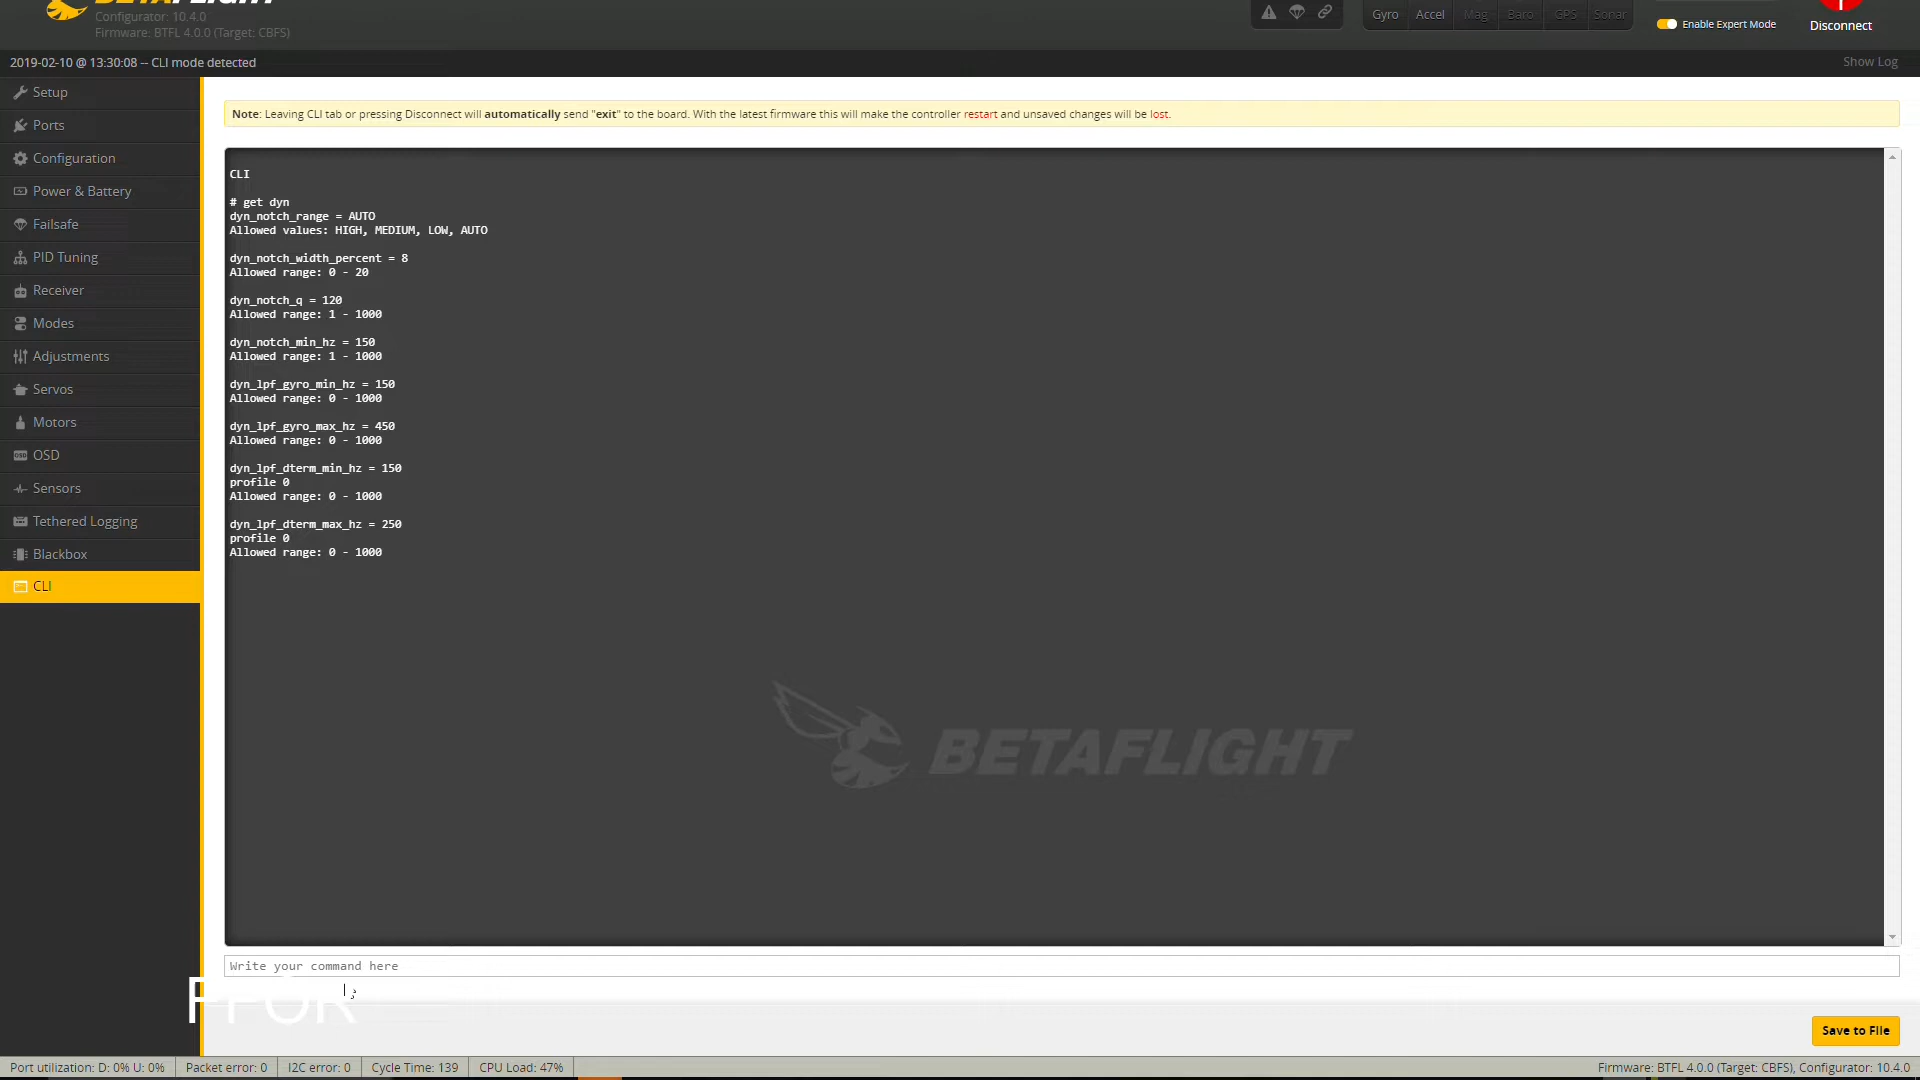 Configurator: 10.4.0
Firmware: BTFL 4.0.0 (Target: CBFS)
Gyro Accel Mag Baro GPS Sonar
Enable Expert Mode
Disconnect
2019-02-10 @ 13:30:08 -- CLI mode detected
Show Log
Setup
Ports
Configuration
Power & Battery
Failsafe
PID Tuning
Receiver
Modes
Adjustments
Servos
Motors
OSD
Sensors
Tethered Logging
Blackbox
CLI
Note: Leaving CLI tab or pressing Disconnect will automatically send "exit" to the board. With the latest firmware this will make the controller restart and unsaved changes will be lost.
CLI
# get dyn
dyn_notch_range = AUTO
Allowed values: HIGH, MEDIUM, LOW, AUTO
dyn_notch_width_percent = 8
Allowed range: 0 - 20
dyn_notch_q = 120
Allowed range: 1 - 1000
dyn_notch_min_hz = 150
Allowed range: 1 - 1000
dyn_lpf_gyro_min_hz = 150
Allowed range: 0 - 1000
dyn_lpf_gyro_max_hz = 450
Allowed range: 0 - 1000
dyn_lpf_dterm_min_hz = 150
profile 0
Allowed range: 0 - 1000
dyn_lpf_dterm_max_hz = 250
profile 0
Allowed range: 0 - 1000
BETAFLIGHT
Write your command here
Save to File
Port utilization: D: 0% U: 0% Packet error: 0 I2C error: 0 Cycle Time: 139 CPU Load: 47%
Firmware: BTFL 4.0.0 (Target: CBFS), Configurator: 10.4.0